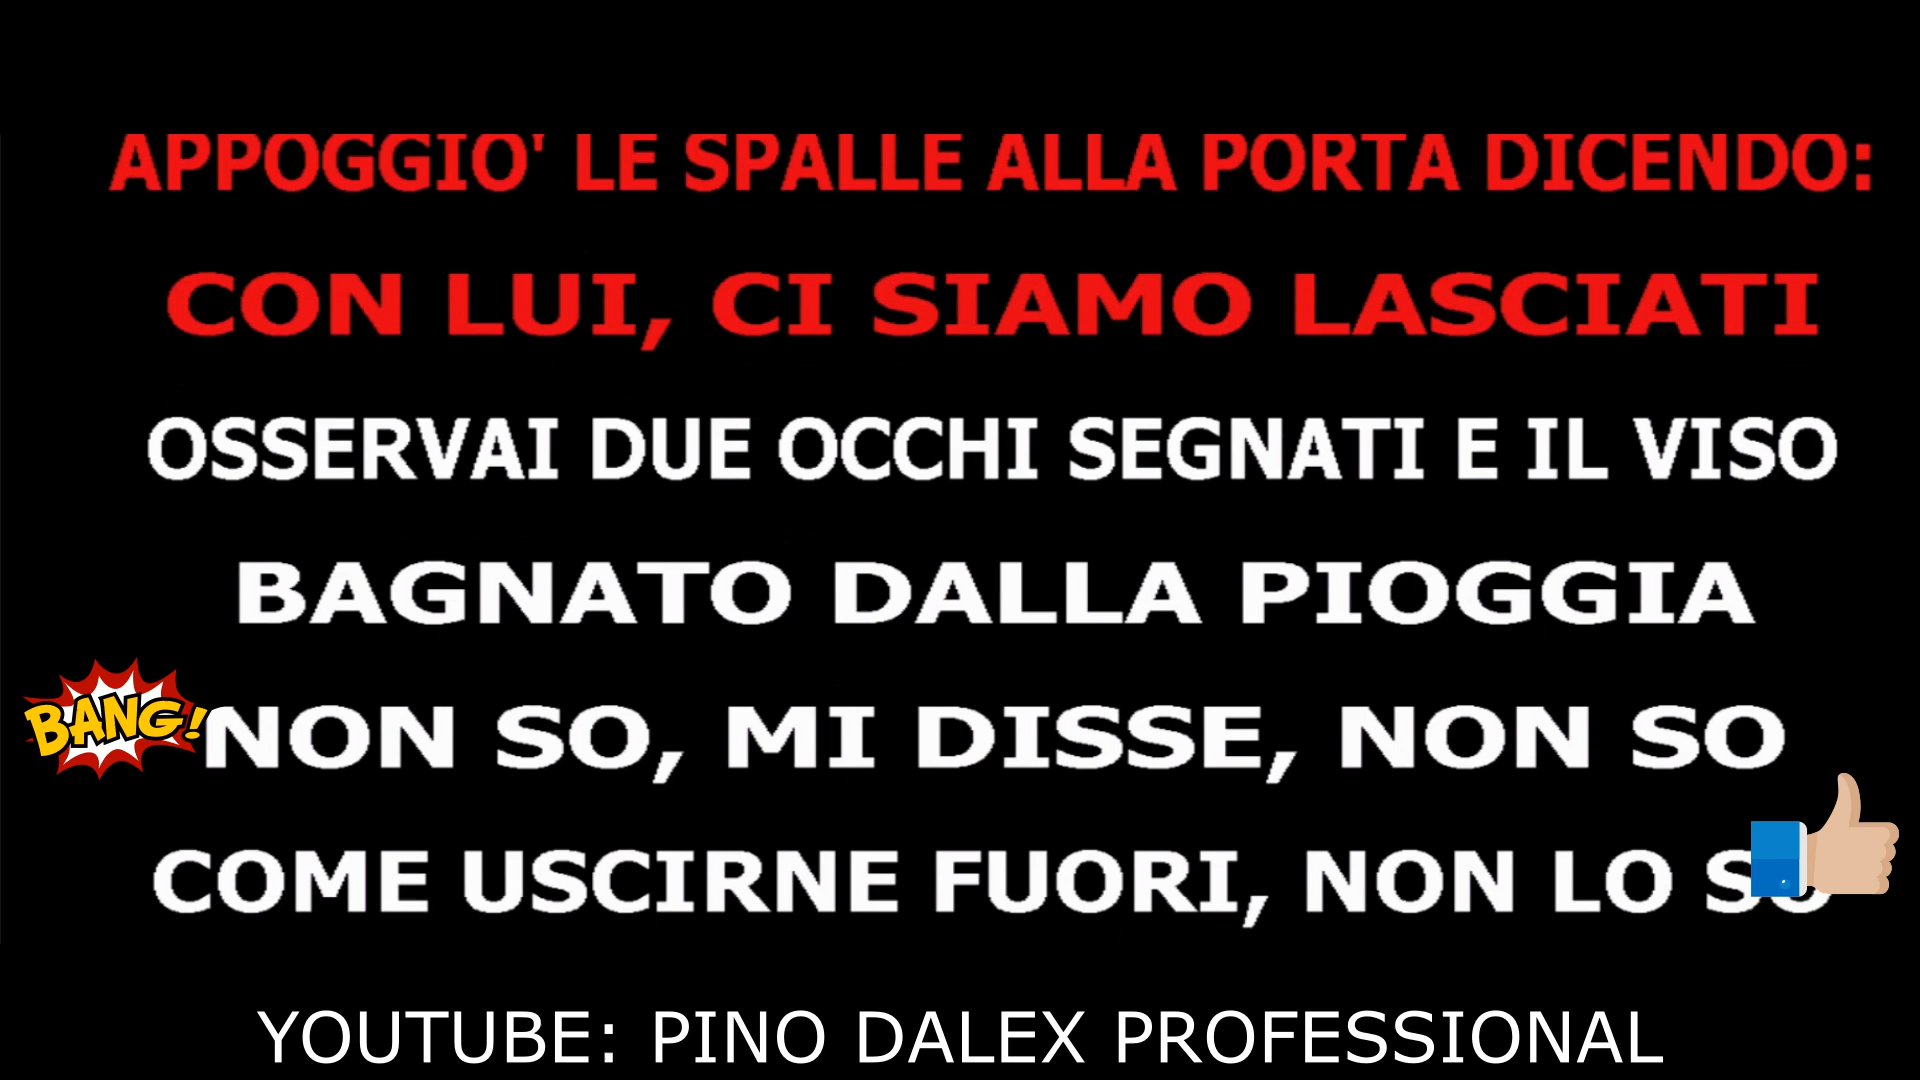 APPOGGIO' LE SPALLE ALLA PORTA DICENDO:
CON LUI, CI SIAMO LASCIATI
OSSERVAI DUE OCCHI SEGNATI E IL VISO
BAGNATO DALLA PIOGGIA
BANG!
NON SO, MI DISSE, NON SO
COME USCIRNE FUORI, NON LO SO
YOUTUBE: PINO DALEX PROFESSIONAL